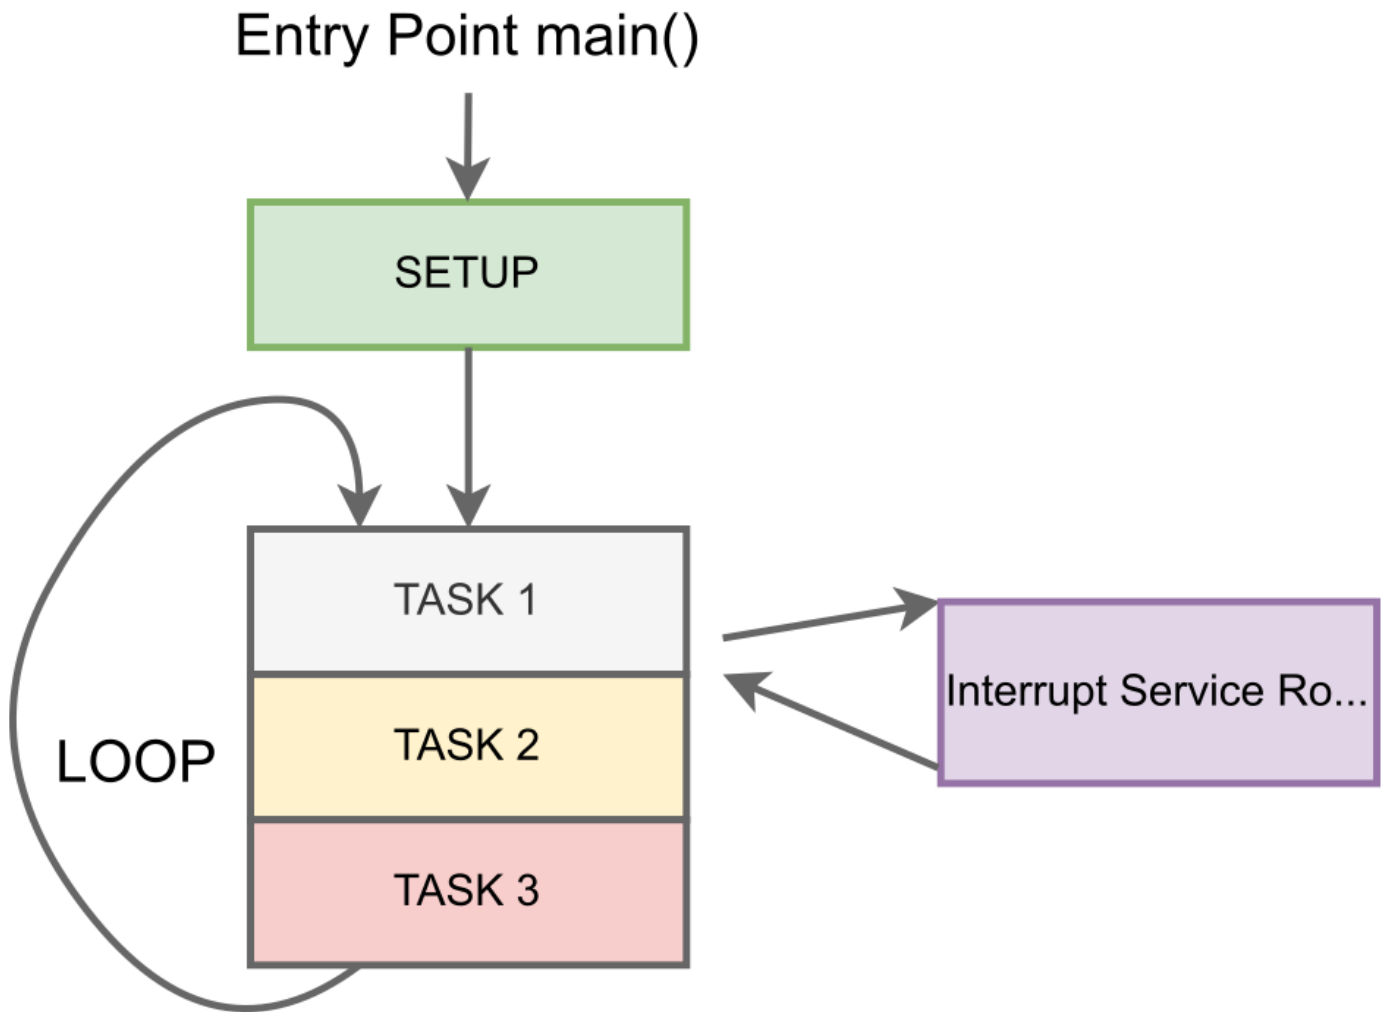 Entry Point main()
SETUP
TASK 1
Interrupt Service Ro...
TASK 2
LOOP
TASK 3